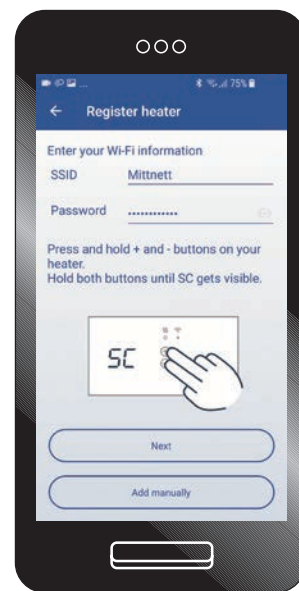 75%
Register heater
Enter your Wi-Fi information
SSID Mittnett
Password ............
Press and hold + and - buttons on your
heater.
Hold both buttons until SC gets visible.
SC
Next
Add manually